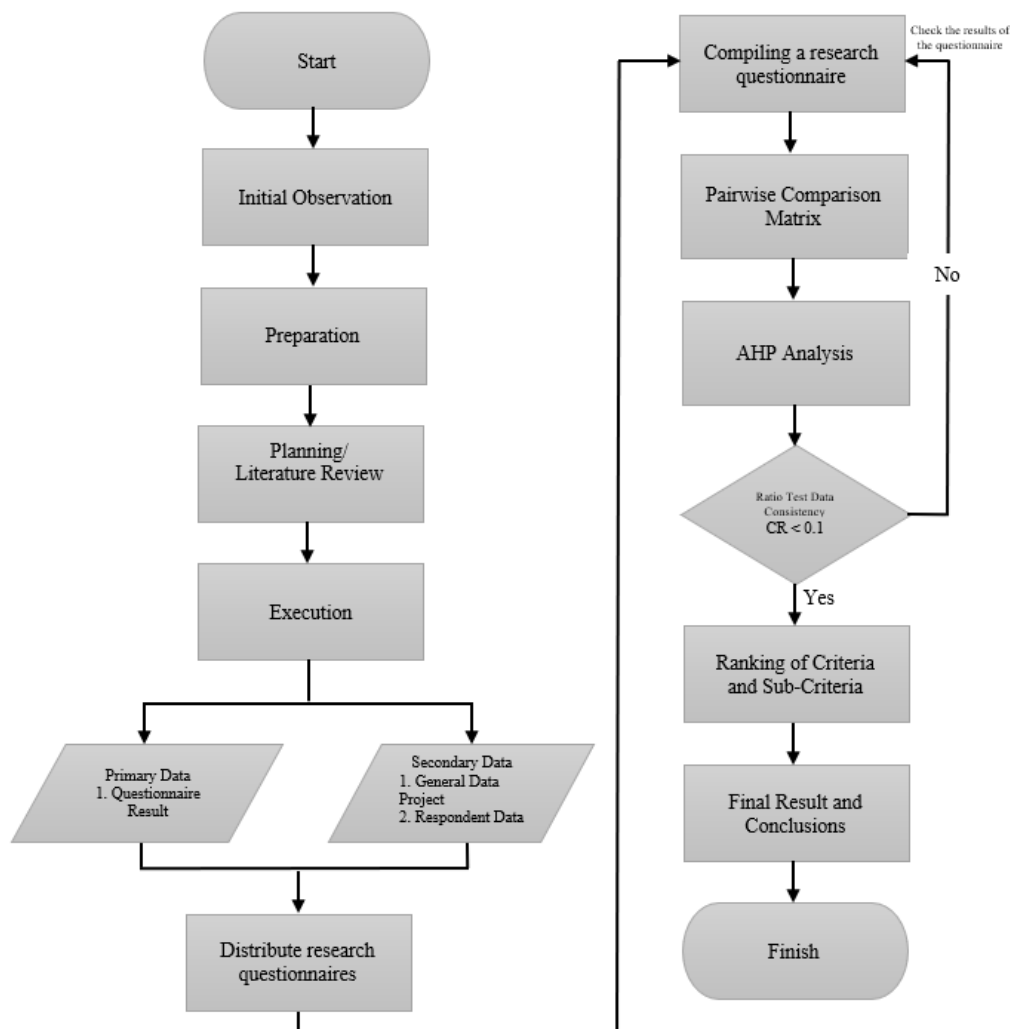 Start
Initial Observation
Preparation
Planning/
Literature Review
Execution
Primary Data
1. Questionnaire
Result
Secondary Data
1. General Data
Project
2. Respondent Data
Distribute research
questionnaires
Compiling a research
questionnaire
Check the results of
the questionnaire
Pairwise Comparison
Matrix
AHP Analysis
No
Ratio Test Data
Consistency
CR < 0.1
Yes
Ranking of Criteria
and Sub-Criteria
Final Result and
Conclusions
Finish